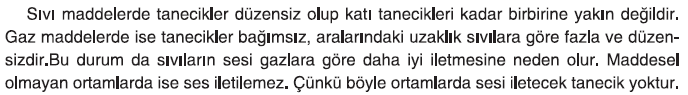 Sıvı maddelerde tanecikler düzensiz olup katı tanecikleri kadar birbirine yakın değildir.
Gaz maddelerde ise tanecikler bağımsız, aralarındaki uzaklık sıvılara göre fazla ve düzen-
sizdir.Bu durum da sıvıların sesi gazlara göre daha iyi iletmesine neden olur. Maddesel
olmayan ortamlarda ise ses iletilemez. Çünkü böyle ortamlarda sesi iletecek tanecik yoktur.